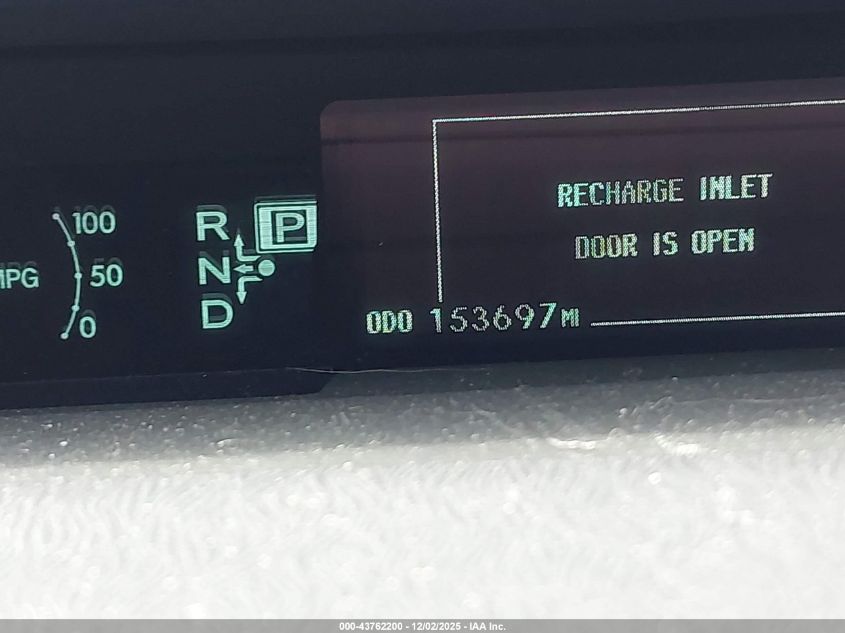 100
MPG 50
0
R P
N
D
RECHARGE INLET
DOOR IS OPEN
ODO 153697 MI
000-43762200 - 12/02/2025 - IAA Inc.